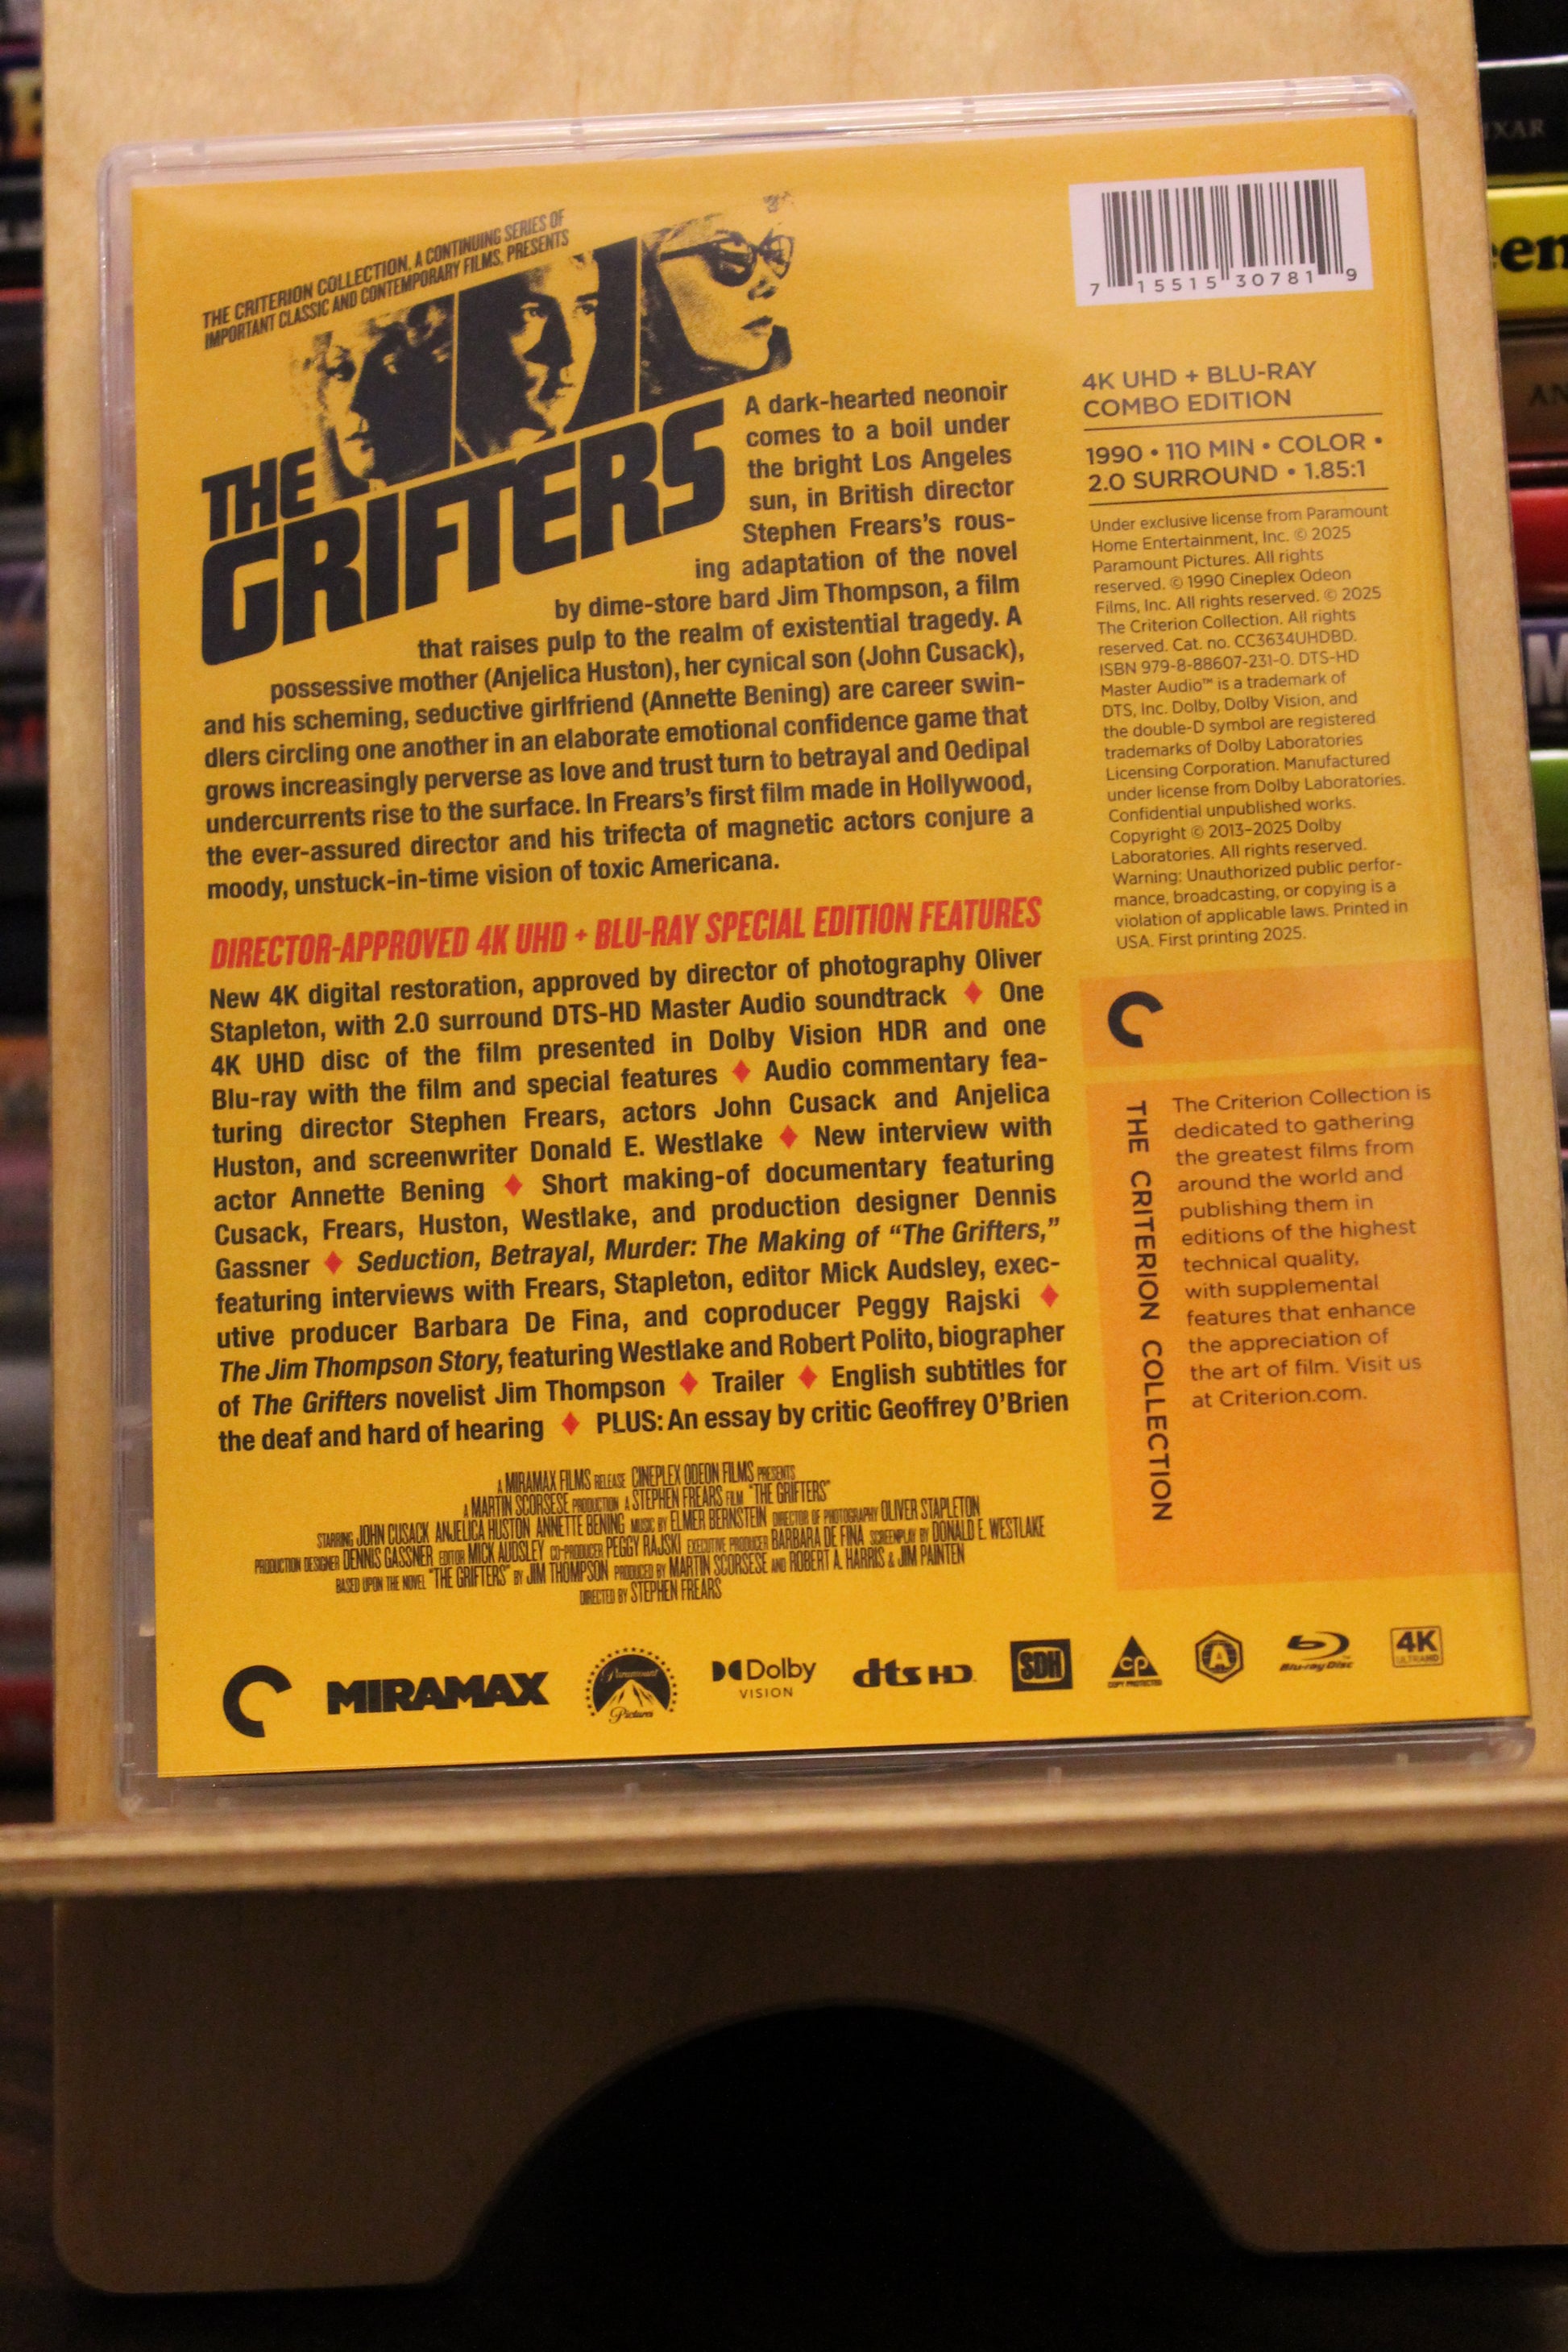 THE CRITERION COLLECTION, A CONTINUING SERIES OF
IMPORTANT CLASSIC AND CONTEMPORARY FILMS, PRESENTS
THE
GRIFTERS
A dark-hearted neonoir
comes to a boil under
the bright Los Angeles
sun, in British director
Stephen Frears's rous-
ing adaptation of the novel
by dime-store bard Jim Thompson, a film
that raises pulp to the realm of existential tragedy. A
possessive mother (Anjelica Huston), her cynical son (John Cusack),
and his scheming, seductive girlfriend (Annette Bening) are career swin-
dlers circling one another in an elaborate emotional confidence game that
grows increasingly perverse as love and trust turn to betrayal and Oedipal
undercurrents rise to the surface. In Frears's first film made in Hollywood,
the ever-assured director and his trifecta of magnetic actors conjure a
moody, unstuck-in-time vision of toxic Americana.
DIRECTOR-APPROVED 4K UHD + BLU-RAY SPECIAL EDITION FEATURES
New 4K digital restoration, approved by director of photography Oliver
Stapleton, with 2.0 surround DTS-HD Master Audio soundtrack ♦ One
4K UHD disc of the film presented in Dolby Vision HDR and one
Blu-ray with the film and special features ♦ Audio commentary fea-
turing director Stephen Frears, actors John Cusack and Anjelica
Huston, and screenwriter Donald E. Westlake ♦ New interview with
actor Annette Bening ♦ Short making-of documentary featuring
Cusack, Frears, Huston, Westlake, and production designer Dennis
Gassner ♦ Seduction, Betrayal, Murder: The Making of “The Grifters,”
featuring interviews with Frears, Stapleton, editor Mick Audsley, exec-
utive producer Barbara De Fina, and coproducer Peggy Rajski ♦
The Jim Thompson Story, featuring Westlake and Robert Polito, biographer
of The Grifters novelist Jim Thompson ♦ Trailer ♦ English subtitles for
the deaf and hard of hearing ♦ PLUS: An essay by critic Geoffrey O'Brien
A MIRAMAX FILMS RELEASE CINEPLEX ODEON FILMS PRESENTS
A MARTIN SCORSESE PRODUCTION A STEPHEN FREARS FILM "THE GRIFTERS"
STARRING JOHN CUSACK ANJELICA HUSTON ANNETTE BENING MUSIC BY ELMER BERNSTEIN DIRECTOR OF PHOTOGRAPHY OLIVER STAPLETON
PRODUCTION DESIGNER DENNIS GASSNER EDITOR MICK AUDSLEY CO-PRODUCER PEGGY RAJSKI EXECUTIVE PRODUCER BARBARA DE FINA SCREENPLAY BY DONALD E. WESTLAKE
BASED UPON THE NOVEL "THE GRIFTERS" BY JIM THOMPSON PRODUCED BY MARTIN SCORSESE AND ROBERT A. HARRIS & JIM PAINTEN
DIRECTED BY STEPHEN FREARS
MIRAMAX
Paramount
Pictures
Dolby
VISION
dts HD
SDH
CP
COPY PROTECTED
A
Blu-ray Disc
4K
ULTRAHD
7 15515 30781 9
4K UHD + BLU-RAY
COMBO EDITION
1990 • 110 MIN • COLOR •
2.0 SURROUND • 1.85:1
Under exclusive license from Paramount
Home Entertainment, Inc. © 2025
Paramount Pictures. All rights
reserved. © 1990 Cineplex Odeon
Films, Inc. All rights reserved. © 2025
The Criterion Collection. All rights
reserved. Cat. no. CC3634UHDBD.
ISBN 979-8-88607-231-0. DTS-HD
Master Audio™ is a trademark of
DTS, Inc. Dolby, Dolby Vision, and
the double-D symbol are registered
trademarks of Dolby Laboratories
Licensing Corporation. Manufactured
under license from Dolby Laboratories.
Confidential unpublished works.
Copyright © 2013–2025 Dolby
Laboratories. All rights reserved.
Warning: Unauthorized public perfor-
mance, broadcasting, or copying is a
violation of applicable laws. Printed in
USA. First printing 2025.
THE CRITERION COLLECTION
The Criterion Collection is
dedicated to gathering
the greatest films from
around the world and
publishing them in
editions of the highest
technical quality,
with supplemental
features that enhance
the appreciation of
the art of film. Visit us
at Criterion.com.